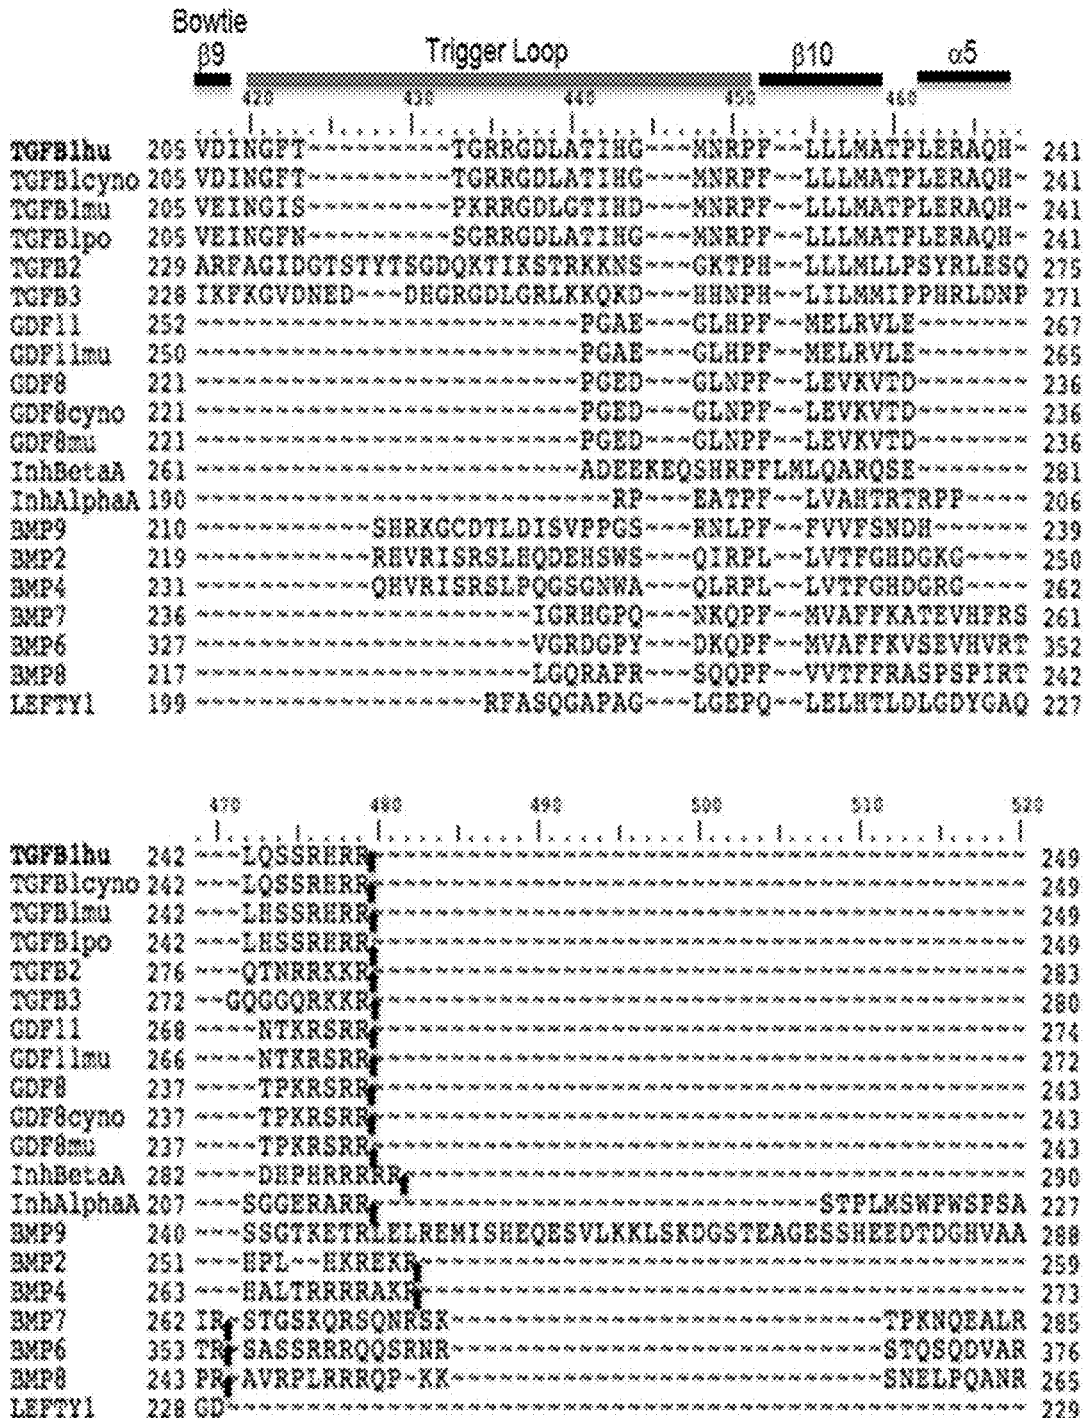 Bowtie
β9 Trigger Loop β10 α5
420 430 440 450 460
TGFB1hu 205 VDINGFT~~~~~~~~~TGRRGDLATIHG~~~MNRPF~~LLLMATPLERAQH~ 241
TGFB1cyno 205 VDINGFT~~~~~~~~~TGRRGDLATIHG~~~MNRPF~~LLLMATPLERAQH~ 241
TGFB1mu 205 VEINGIS~~~~~~~~~PKRRGDLGTIHD~~~MNRPF~~LLLMATPLERAQH~ 241
TGFB1po 205 VEINGFN~~~~~~~~~SGRRGDLATIHG~~~MNRPF~~LLLMATPLERAQH~ 241
TGFB2 229 ARFAGIDGTSTYTSGDQKTIKSTRKKNS~~~GKTPH~~LLLMLLPSYRLESQ 275
TGFB3 228 IKFKGVDNED~~~DHGRGDLGRLKKQKD~~~HHNPH~~LILMMIPPHRLDNP 271
GDF11 252 ~~~~~~~~~~~~~~~~~~~~~~~~PGAE~~~GLHPF~~MELRVLE~~~~~~~ 267
GDF11mu 250 ~~~~~~~~~~~~~~~~~~~~~~~~PGAE~~~GLHPF~~MELRVLE~~~~~~~ 265
GDF8 221 ~~~~~~~~~~~~~~~~~~~~~~~~PGED~~~GLNPF~~LEVKVTD~~~~~~~ 236
GDF8cyno 221 ~~~~~~~~~~~~~~~~~~~~~~~~PGED~~~GLNPF~~LEVKVTD~~~~~~~ 236
GDF8mu 221 ~~~~~~~~~~~~~~~~~~~~~~~~PGED~~~GLNPF~~LEVKVTD~~~~~~~ 236
InhBetaA 261 ~~~~~~~~~~~~~~~~~~~~~~~~ADEEKEQSHRPFLMLQARQSE~~~~~~~ 281
InhAlphaA 190 ~~~~~~~~~~~~~~~~~~~~~~~~~~RP~~~EATPF~~LVAHTRTRPP~~~~ 206
BMP9 210 ~~~~~~~~~~~SHRKGCDTLDISVPPGS~~~RNLPF~~FVVFSNDH~~~~~~ 239
BMP2 219 ~~~~~~~~~~~RHVRISRSLHQDEHSWS~~~QIRPL~~LVTFGHDGKG~~~~ 250
BMP4 231 ~~~~~~~~~~~QHVRISRSLPQGSGNWA~~~QLRPL~~LVTFGHDGRG~~~~ 262
BMP7 236 ~~~~~~~~~~~~~~~~~~~~~IGRHGPQ~~~NKQPF~~MVAFFKATEVHFRS 261
BMP6 327 ~~~~~~~~~~~~~~~~~~~~~VGRDGPY~~~DKQPF~~MVAFFKVSEVHVRT 352
BMP8 217 ~~~~~~~~~~~~~~~~~~~~~LGQRAPR~~~SQQPF~~VVTFFRASPSPIRT 242
LEFTY1 199 ~~~~~~~~~~~~~~~~~~RFASQGAPAG~~~LGEPQ~~LELHTLDLGDYGAQ 227
470 480 490 500 510 520
TGFB1hu 242 ~~~LQSSRHRR~~~~~~~~~~~~~~~~~~~~~~~~~~~~~~~~~~~~~~~~~ 249
TGFB1cyno 242 ~~~LQSSRHRR~~~~~~~~~~~~~~~~~~~~~~~~~~~~~~~~~~~~~~~~~ 249
TGFB1mu 242 ~~~LHSSRHRR~~~~~~~~~~~~~~~~~~~~~~~~~~~~~~~~~~~~~~~~~ 249
TGFB1po 242 ~~~LHSSRHRR~~~~~~~~~~~~~~~~~~~~~~~~~~~~~~~~~~~~~~~~~ 249
TGFB2 276 ~~~QTNRRKKR~~~~~~~~~~~~~~~~~~~~~~~~~~~~~~~~~~~~~~~~~ 283
TGFB3 272 ~~GQGGQRKKR~~~~~~~~~~~~~~~~~~~~~~~~~~~~~~~~~~~~~~~~~ 280
GDF11 268 ~~~~NTKRSRR~~~~~~~~~~~~~~~~~~~~~~~~~~~~~~~~~~~~~~~~~ 274
GDF11mu 266 ~~~~NTKRSRR~~~~~~~~~~~~~~~~~~~~~~~~~~~~~~~~~~~~~~~~~ 272
GDF8 237 ~~~~TPKRSRR~~~~~~~~~~~~~~~~~~~~~~~~~~~~~~~~~~~~~~~~~ 243
GDF8cyno 237 ~~~~TPKRSRR~~~~~~~~~~~~~~~~~~~~~~~~~~~~~~~~~~~~~~~~~ 243
GDF8mu 237 ~~~~TPKRSRR~~~~~~~~~~~~~~~~~~~~~~~~~~~~~~~~~~~~~~~~~ 243
InhBetaA 282 ~~~~DHPHRRRRR~~~~~~~~~~~~~~~~~~~~~~~~~~~~~~~~~~~~~~~ 290
InhAlphaA 207 ~~~SGGERARR~~~~~~~~~~~~~~~~~~~~~~~~~~~~STPLMSWPWSPSA 227
BMP9 240 ~~~SSGTKETRLELREMISHEQESVLKKLSKDGSTEAGESSHEEDTDGHVAA 288
BMP2 251 ~~~HPL~~HKREKR~~~~~~~~~~~~~~~~~~~~~~~~~~~~~~~~~~~~~~ 259
BMP4 263 ~~~HALTRRRRAKR~~~~~~~~~~~~~~~~~~~~~~~~~~~~~~~~~~~~~~ 273
BMP7 262 IR~STGSKQRSQNRSK~~~~~~~~~~~~~~~~~~~~~~~~~~~TPKNQEALR 285
BMP6 353 TR~SASSRRRQQSRNR~~~~~~~~~~~~~~~~~~~~~~~~~~~STQSQDVAR 376
BMP8 243 PR~AVRPLRRRQP~KK~~~~~~~~~~~~~~~~~~~~~~~~~~~SNELPQANR 265
LEFTY1 228 GD~~~~~~~~~~~~~~~~~~~~~~~~~~~~~~~~~~~~~~~~~~~~~~~~~~ 229